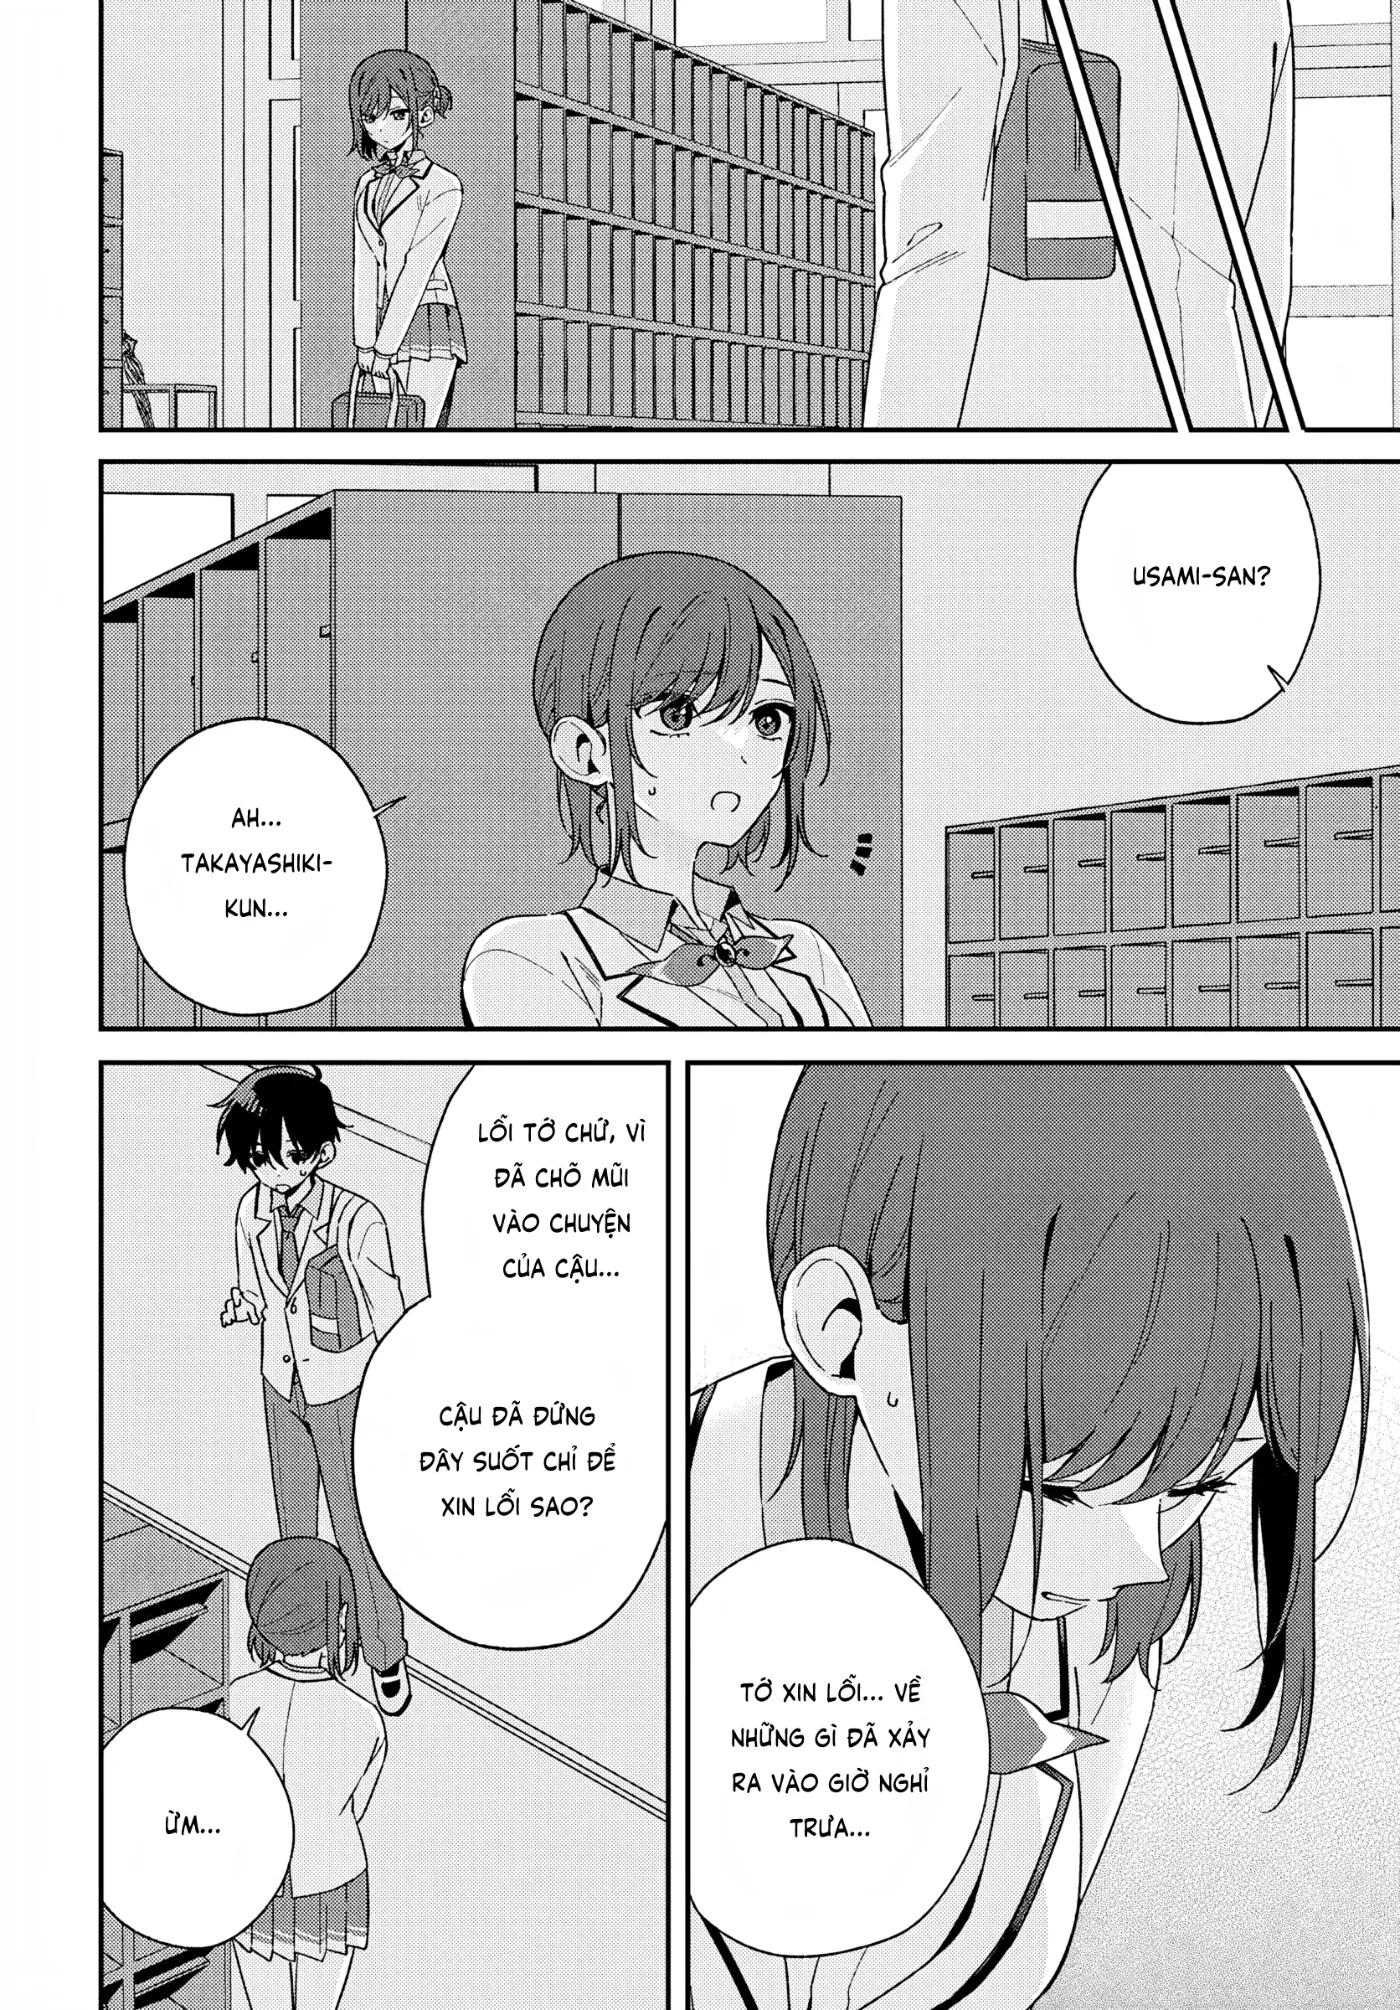 USAMI-SAN?
AH...
TAKAYASHIKI-
KUN...
TỚ XIN LỖI... VỀ
NHỮNG GÌ ĐÃ XẢY
RA VÀO GIỜ NGHỈ
TRƯA...
LỖI TỚ CHỨ, VÌ
ĐÃ CHÕ MŨI
VÀO CHUYỆN
CỦA CẬU...
CẬU ĐÃ ĐỨNG
ĐÂY SUỐT CHỈ ĐỂ
XIN LỖI SAO?
ỪM...